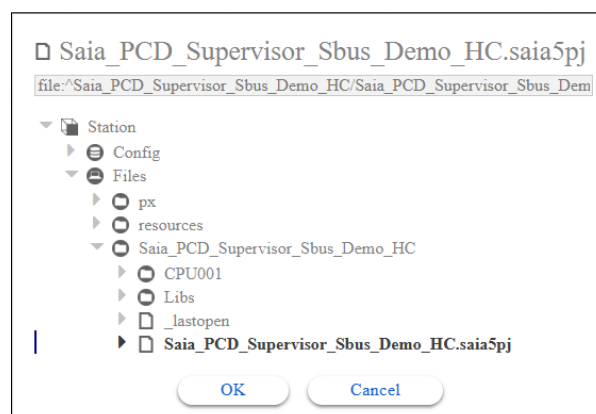 Saia_PCD_Supervisor_Sbus_Demo_HC.saia5pj
file:^Saia_PCD_Supervisor_Sbus_Demo_HC/Saia_PCD_Supervisor_Sbus_Dem
Station
Config
Files
px
resources
Saia_PCD_Supervisor_Sbus_Demo_HC
CPU001
Libs
_lastopen
Saia_PCD_Supervisor_Sbus_Demo_HC.saia5pj
OK Cancel